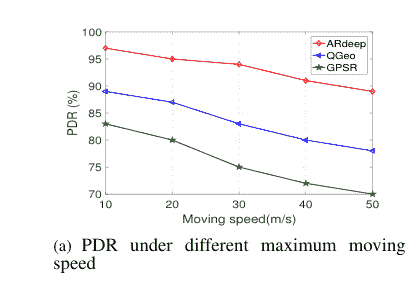 100
95
90
85
80
75
70
PDR (%)
ARdeep
QGeo
GPSR
10 20 30 40 50
Moving speed(m/s)
(a) PDR under different maximum moving
speed